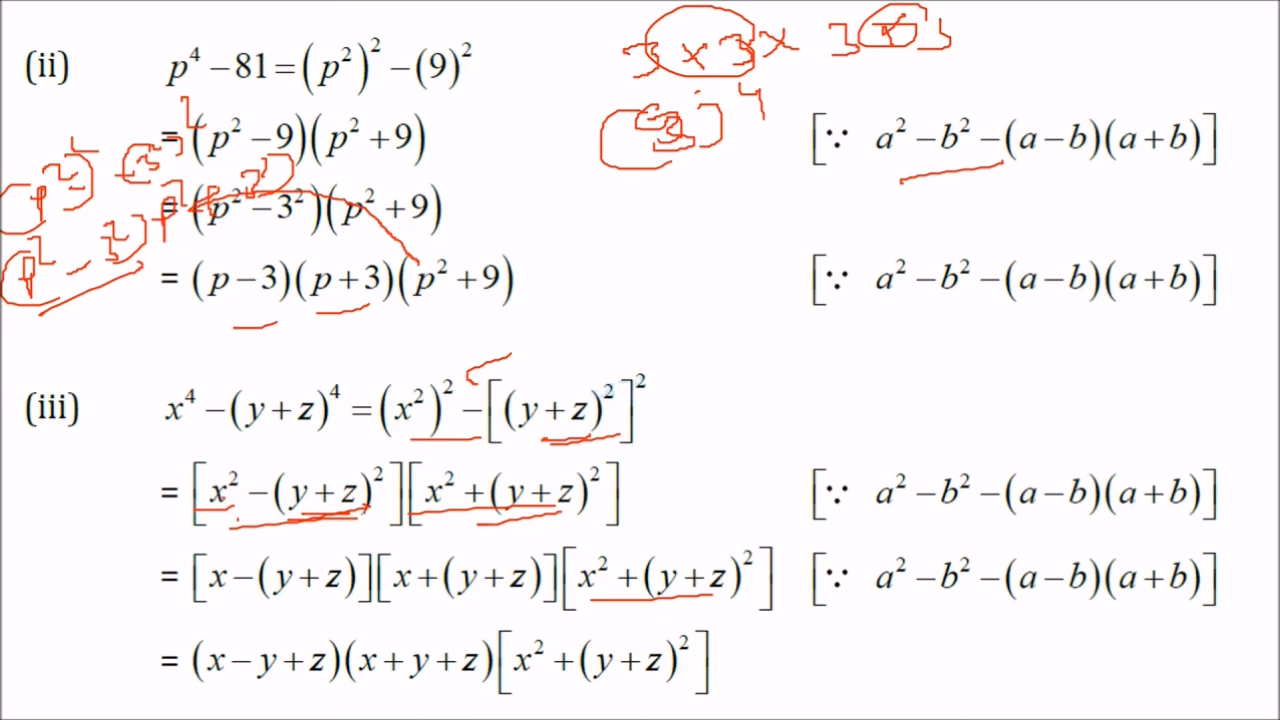 (ii) p⁴ − 81 = (p²)² − (9)²
= (p² − 9)(p² + 9) [∵ a² − b² − (a − b)(a + b)]
= (p² − 3²)(p² + 9)
= (p − 3)(p + 3)(p² + 9) [∵ a² − b² − (a − b)(a + b)]
(iii) x⁴ − (y + z)⁴ = (x²)² − [(y + z)²]²
= [x² − (y + z)²][x² + (y + z)²] [∵ a² − b² − (a − b)(a + b)]
= [x − (y + z)][x + (y + z)][x² + (y + z)²] [∵ a² − b² − (a − b)(a + b)]
= (x − y + z)(x + y + z)[x² + (y + z)²]